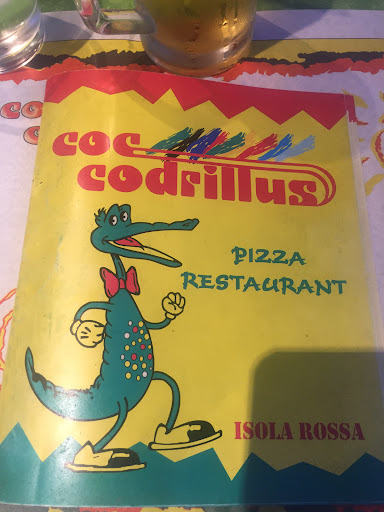 coc
codrillus
PIZZA
RESTAURANT
ISOLA ROSSA